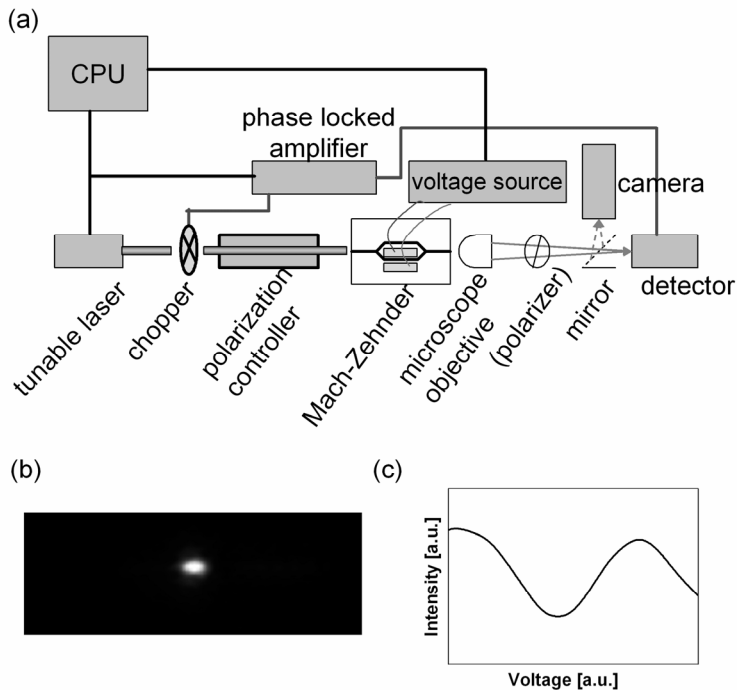 (a)
CPU
phase locked
amplifier
voltage source
camera
detector
tunable laser
chopper
polarization
controller
Mach-Zehnder
microscope
objective
(polarizer)
mirror
(b)
(c)
Intensity [a.u.]
Voltage [a.u.]